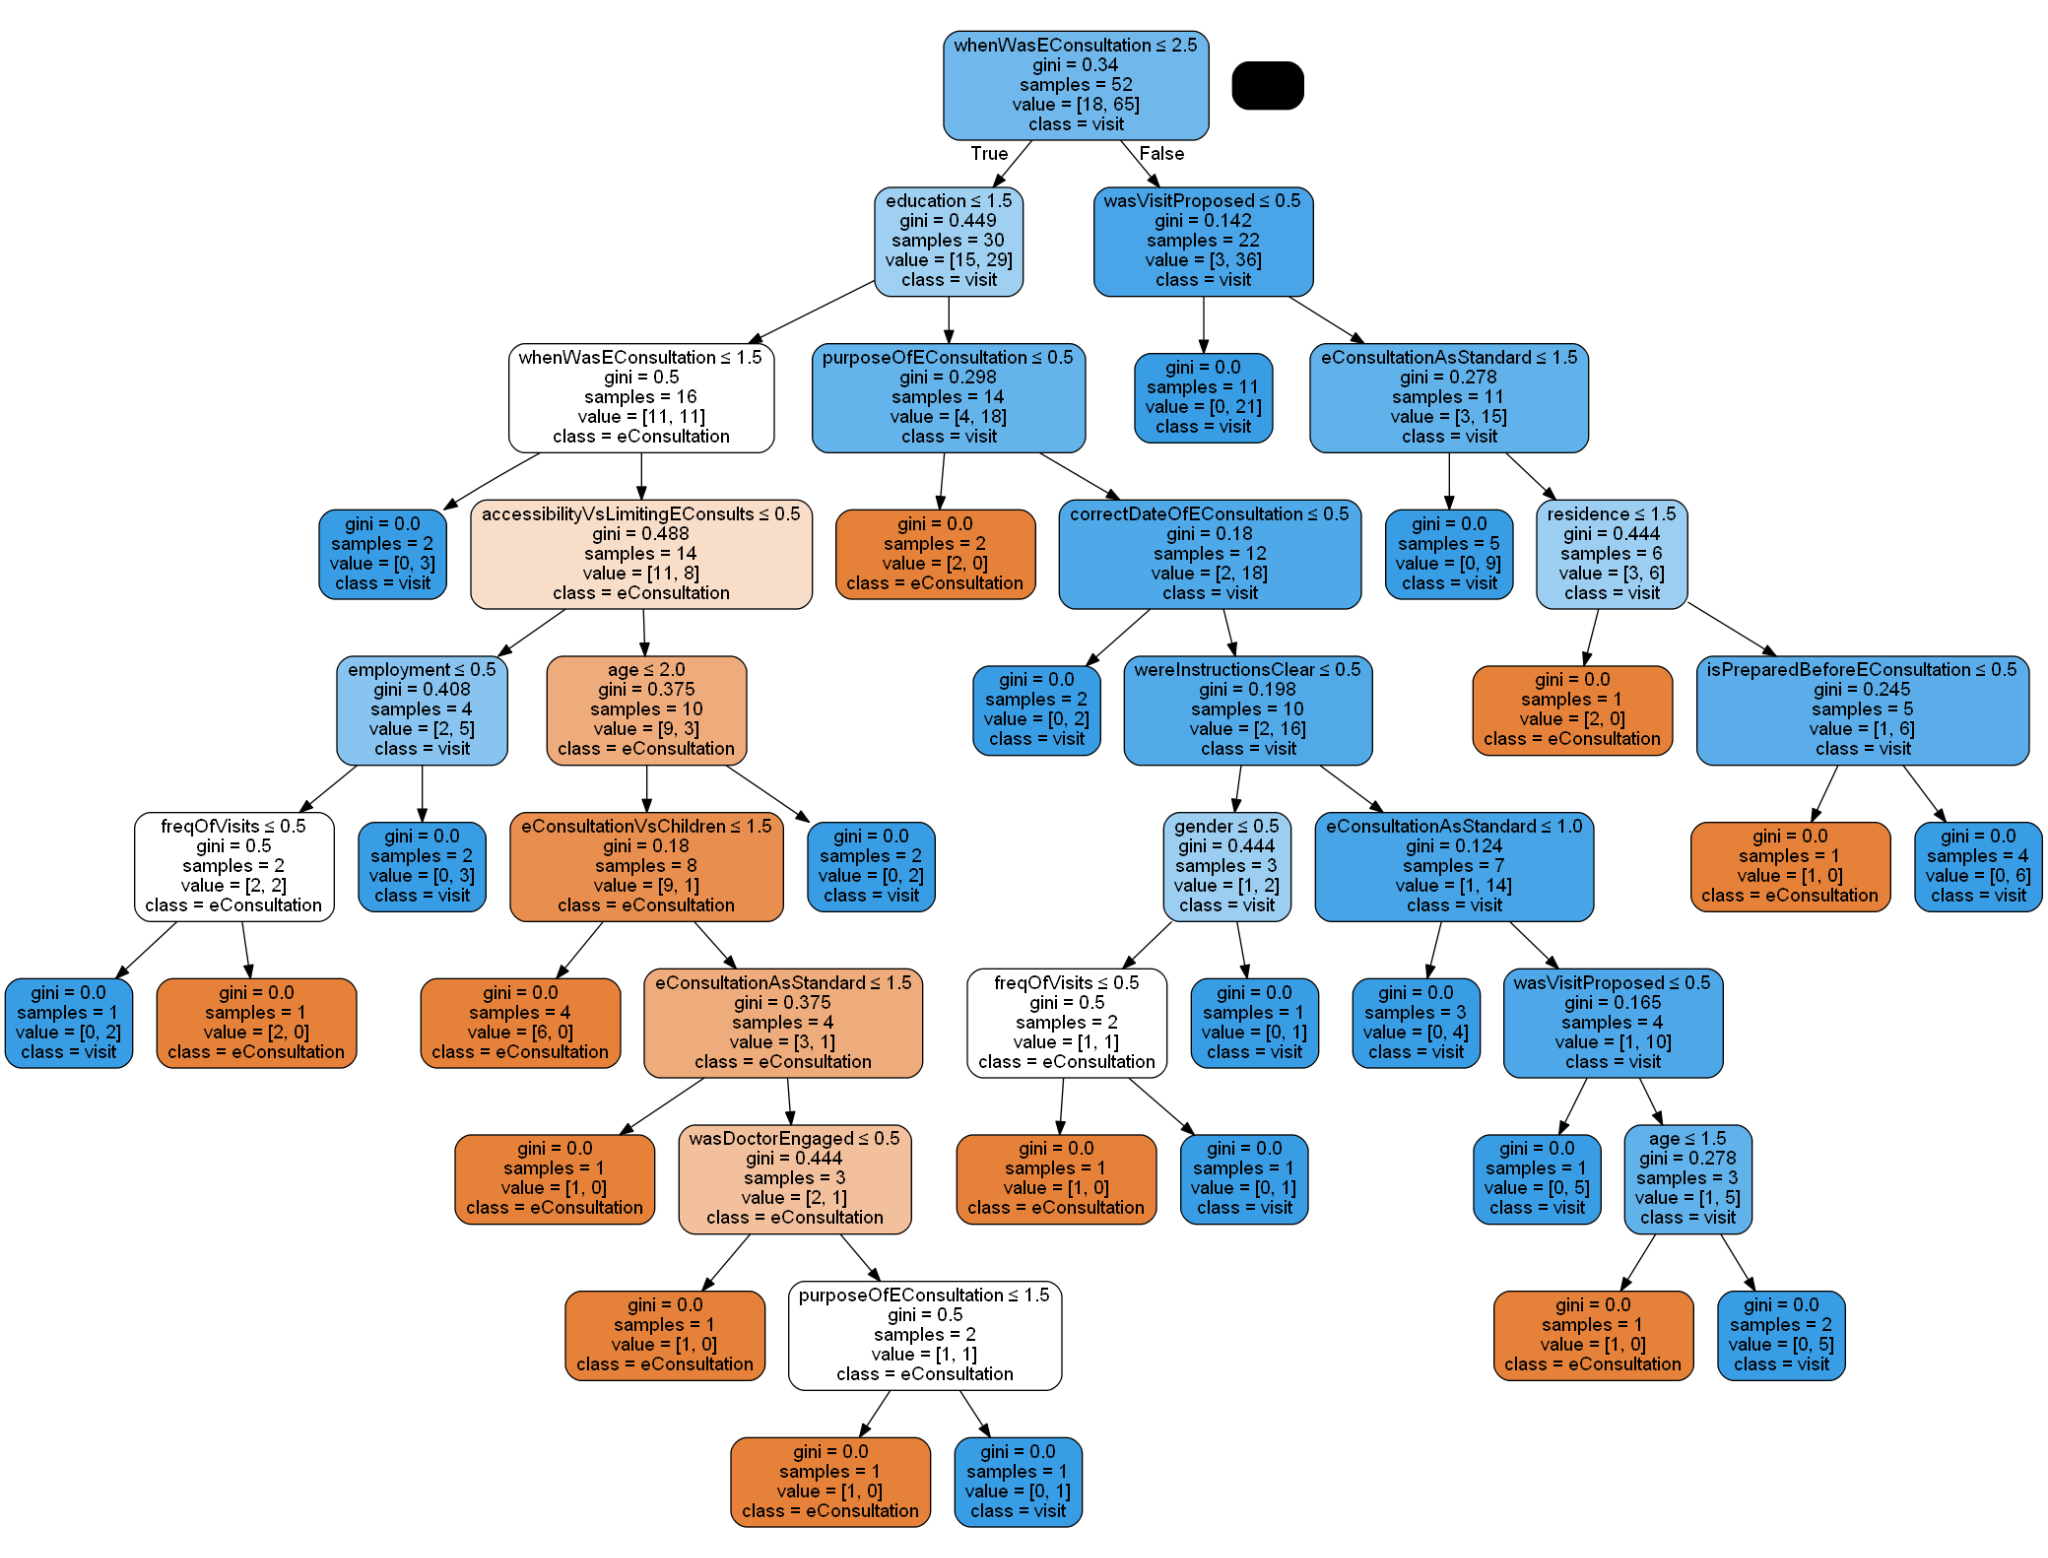 whenWasEConsultation ≤ 2.5
gini = 0.34
samples = 52
value = [18, 65]
class = visit
True
False
education ≤ 1.5
gini = 0.449
samples = 30
value = [15, 29]
class = visit
wasVisitProposed ≤ 0.5
gini = 0.142
samples = 22
value = [3, 36]
class = visit
whenWasEConsultation ≤ 1.5
gini = 0.5
samples = 16
value = [11, 11]
class = eConsultation
purposeOfEConsultation ≤ 0.5
gini = 0.298
samples = 14
value = [4, 18]
class = visit
gini = 0.0
samples = 11
value = [0, 21]
class = visit
eConsultationAsStandard ≤ 1.5
gini = 0.278
samples = 11
value = [3, 15]
class = visit
gini = 0.0
samples = 2
value = [0, 3]
class = visit
accessibilityVsLimitingEConsults ≤ 0.5
gini = 0.488
samples = 14
value = [11, 8]
class = eConsultation
gini = 0.0
samples = 2
value = [2, 0]
class = eConsultation
correctDateOfEConsultation ≤ 0.5
gini = 0.18
samples = 12
value = [2, 18]
class = visit
gini = 0.0
samples = 5
value = [0, 9]
class = visit
residence ≤ 1.5
gini = 0.444
samples = 6
value = [3, 6]
class = visit
employment ≤ 0.5
gini = 0.408
samples = 4
value = [2, 5]
class = visit
age ≤ 2.0
gini = 0.375
samples = 10
value = [9, 3]
class = eConsultation
gini = 0.0
samples = 2
value = [0, 2]
class = visit
wereInstructionsClear ≤ 0.5
gini = 0.198
samples = 10
value = [2, 16]
class = visit
gini = 0.0
samples = 1
value = [2, 0]
class = eConsultation
isPreparedBeforeEConsultation ≤ 0.5
gini = 0.245
samples = 5
value = [1, 6]
class = visit
freqOfVisits ≤ 0.5
gini = 0.5
samples = 2
value = [2, 2]
class = eConsultation
gini = 0.0
samples = 2
value = [0, 3]
class = visit
eConsultationVsChildren ≤ 1.5
gini = 0.18
samples = 8
value = [9, 1]
class = eConsultation
gini = 0.0
samples = 2
value = [0, 2]
class = visit
gender ≤ 0.5
gini = 0.444
samples = 3
value = [1, 2]
class = visit
eConsultationAsStandard ≤ 1.0
gini = 0.124
samples = 7
value = [1, 14]
class = visit
gini = 0.0
samples = 1
value = [1, 0]
class = eConsultation
gini = 0.0
samples = 4
value = [0, 6]
class = visit
gini = 0.0
samples = 1
value = [0, 2]
class = visit
gini = 0.0
samples = 1
value = [2, 0]
class = eConsultation
gini = 0.0
samples = 4
value = [6, 0]
class = eConsultation
eConsultationAsStandard ≤ 1.5
gini = 0.375
samples = 4
value = [3, 1]
class = eConsultation
freqOfVisits ≤ 0.5
gini = 0.5
samples = 2
value = [1, 1]
class = eConsultation
gini = 0.0
samples = 1
value = [0, 1]
class = visit
gini = 0.0
samples = 3
value = [0, 4]
class = visit
wasVisitProposed ≤ 0.5
gini = 0.165
samples = 4
value = [1, 10]
class = visit
gini = 0.0
samples = 1
value = [1, 0]
class = eConsultation
wasDoctorEngaged ≤ 0.5
gini = 0.444
samples = 3
value = [2, 1]
class = eConsultation
gini = 0.0
samples = 1
value = [1, 0]
class = eConsultation
gini = 0.0
samples = 1
value = [0, 1]
class = visit
gini = 0.0
samples = 1
value = [0, 5]
class = visit
age ≤ 1.5
gini = 0.278
samples = 3
value = [1, 5]
class = visit
gini = 0.0
samples = 1
value = [1, 0]
class = eConsultation
purposeOfEConsultation ≤ 1.5
gini = 0.5
samples = 2
value = [1, 1]
class = eConsultation
gini = 0.0
samples = 1
value = [1, 0]
class = eConsultation
gini = 0.0
samples = 2
value = [0, 5]
class = visit
gini = 0.0
samples = 1
value = [1, 0]
class = eConsultation
gini = 0.0
samples = 1
value = [0, 1]
class = visit